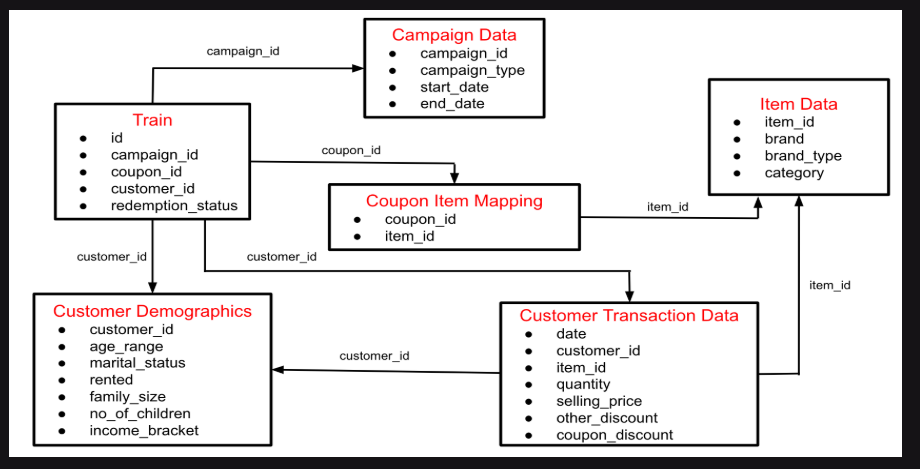 Campaign Data
campaign_id
campaign_type
start_date
end_date
campaign_id
Train
id
campaign_id
coupon_id
customer_id
redemption_status
coupon_id
Coupon Item Mapping
coupon_id
item_id
item_id
Item Data
item_id
brand
brand_type
category
customer_id
customer_id
item_id
Customer Demographics
customer_id
age_range
marital_status
rented
family_size
no_of_children
income_bracket
customer_id
Customer Transaction Data
date
customer_id
item_id
quantity
selling_price
other_discount
coupon_discount